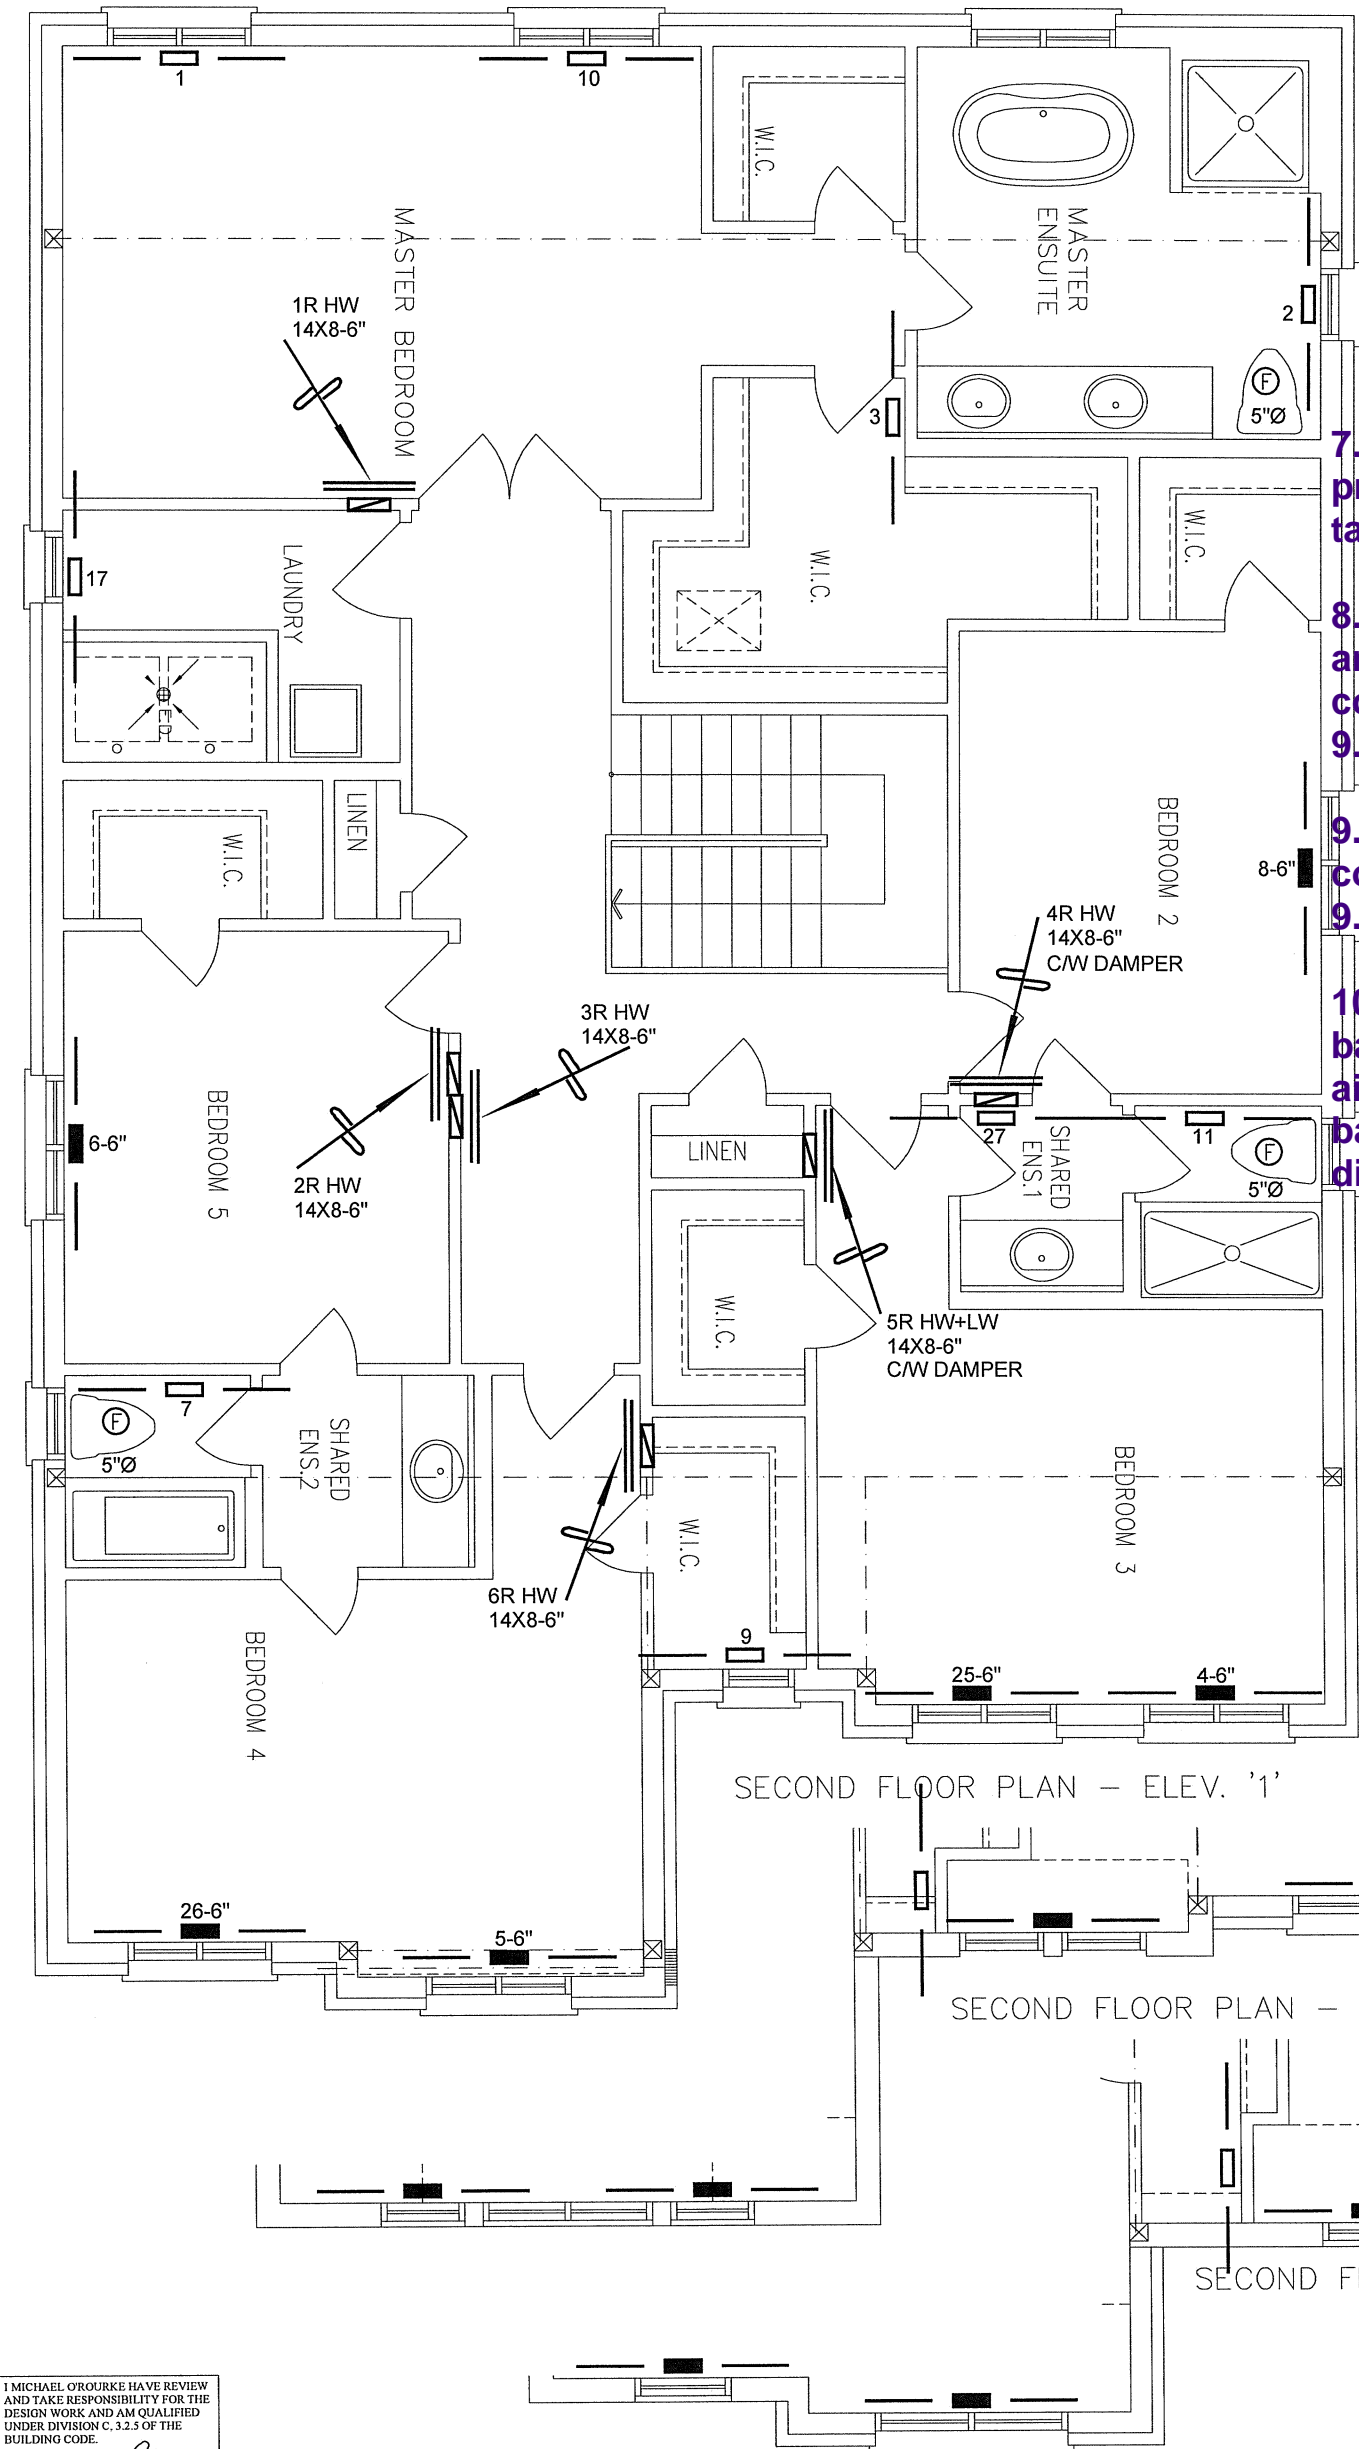 1
10
W.I.C.
MASTER
ENSUITE
2
F
5"Ø
MASTER BEDROOM
1R HW
14X8-6"
3
7.
8.
9.
9.
9.
W.I.C.
W.I.C.
17
LAUNDRY
LINEN
W.I.C.
BEDROOM 2
8-6"
4R HW
14X8-6"
C/W DAMPER
3R HW
14X8-6"
2R HW
14X8-6"
6-6"
BEDROOM 5
LINEN
27
SHARED
ENS.1
11
F
5"Ø
W.I.C.
5R HW+LW
14X8-6"
C/W DAMPER
7
F
5"Ø
SHARED
ENS.2
BEDROOM 3
W.I.C.
6R HW
14X8-6"
9
25-6"
4-6"
BEDROOM 4
26-6"
5-6"
SECOND FLOOR PLAN - ELEV. '1'
SECOND FLOOR PLAN -
SECOND
I MICHAEL O'ROURKE HAVE REVIEW
AND TAKE RESPONSIBILITY FOR THE
DESIGN WORK AND AM QUALIFIED
UNDER DIVISION C, 3.2.5 OF THE
BUILDING CODE.